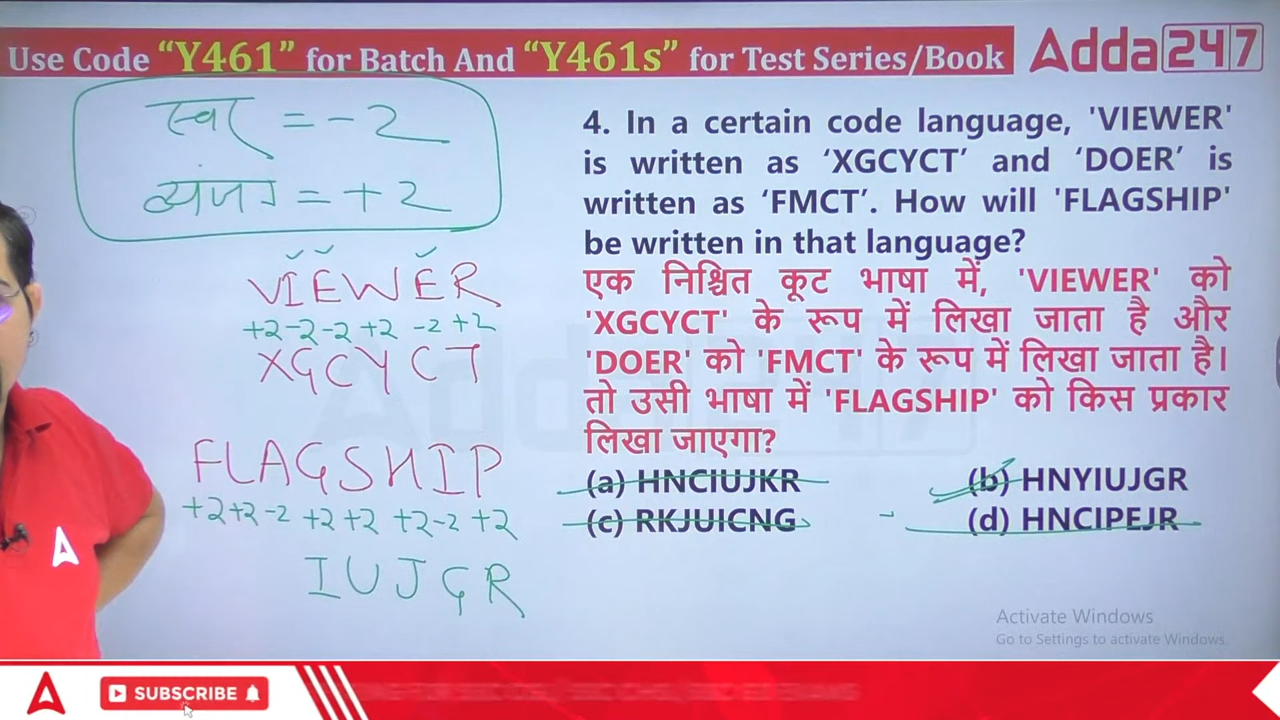 Use Code “Y461” for Batch And “Y461s” for Test Series/Book
Adda247
स्वर = -2
व्यंजन = +2
VIEWER
+2 -2 -2 +2 -2 +2
XGCYCT
FLAGSHIP
+2 +2 -2 +2 +2 +2 -2 +2
IUJGR
4. In a certain code language, 'VIEWER'
is written as ‘XGCYCT’ and ‘DOER’ is
written as ‘FMCT’. How will 'FLAGSHIP'
be written in that language?
एक निश्चित कूट भाषा में, 'VIEWER' को
'XGCYCT' के रूप में लिखा जाता है और
'DOER' को 'FMCT' के रूप में लिखा जाता है।
तो उसी भाषा में 'FLAGSHIP' को किस प्रकार
लिखा जाएगा?
(a) HNCIUJKR (b) HNYIUJGR
(c) RKJUICNG (d) HNCIPEJR
Activate Windows
Go to Settings to activate Windows.
SUBSCRIBE